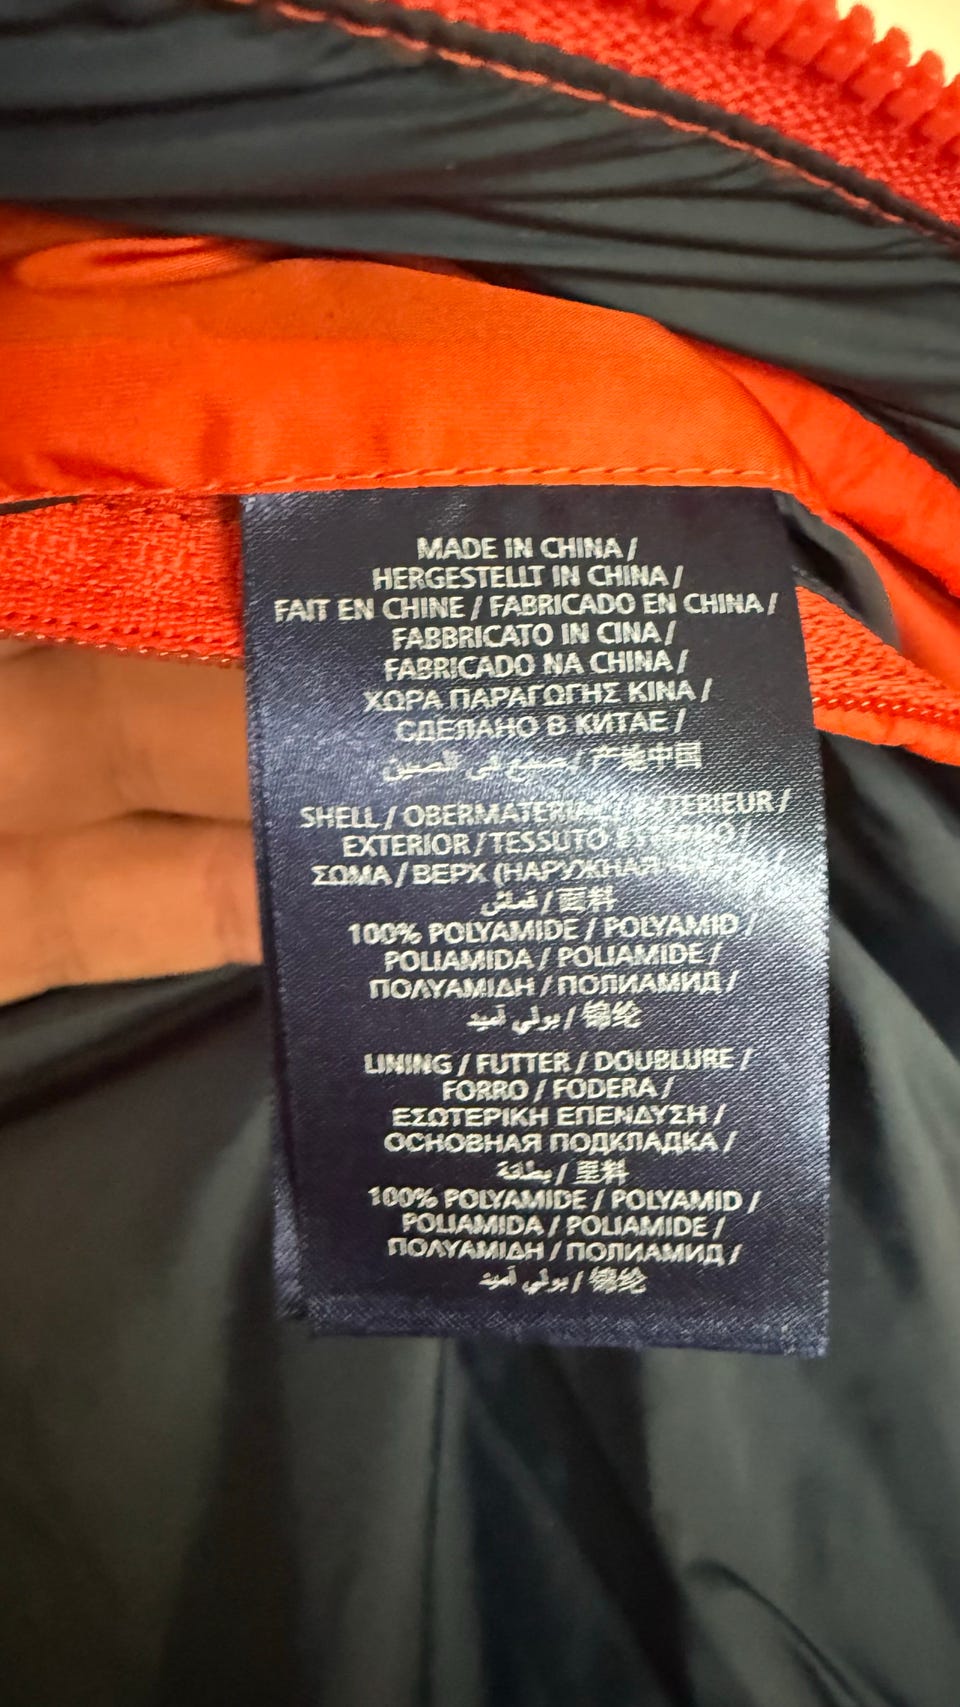 MADE IN CHINA /
HERGESTELLT IN CHINA /
FAIT EN CHINE / FABRICADO EN CHINA /
FABBRICATO IN CINA /
FABRICADO NA CHINA /
ΧΩΡΑ ΠΑΡΑΓΩΓΗΣ ΚΙΝΑ /
СДЕЛАНО В КИТАЕ /
صنع في الصين / 产地中国
SHELL / OBERMATERIAL / EXTERIEUR /
EXTERIOR / TESSUTO ESTERNO /
ΣΩΜΑ / ВЕРХ (НАРУЖНАЯ
قماش / 面料
100% POLYAMIDE / POLYAMID /
POLIAMIDA / POLIAMIDE /
ΠΟΛΥΑΜΙΔΗ / ПОЛИАМИД /
بولي أميد / 锦纶
LINING / FUTTER / DOUBLURE /
FORRO / FODERA /
ΕΣΩΤΕΡΙΚΗ ΕΠΕΝΔΥΣΗ /
ОСНОВНАЯ ПОДКЛАДКА /
بطانة / 里料
100% POLYAMIDE / POLYAMID /
POLIAMIDA / POLIAMIDE /
ΠΟΛΥΑΜΙΔΗ / ПОЛИАМИД /
بولي أميد / 锦纶